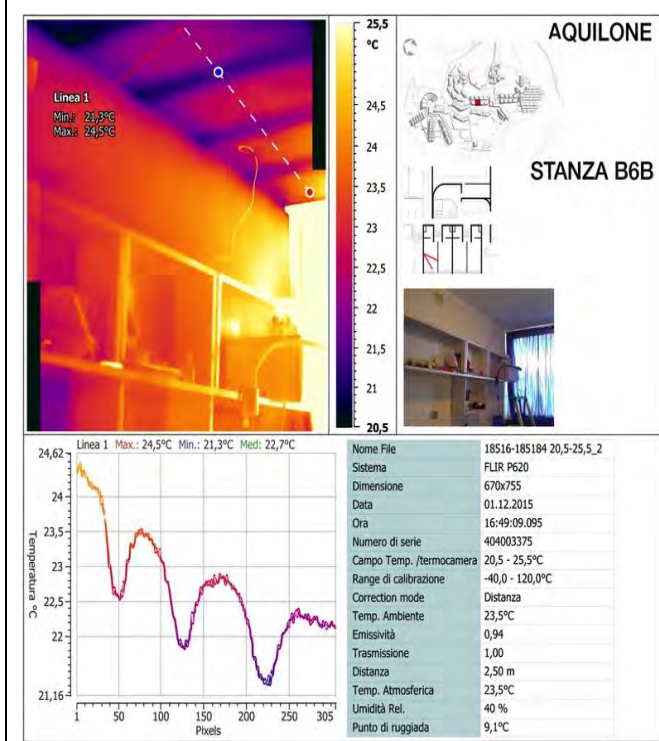 AQUILONE
STANZA B6B
Linea 1
Min.: 21,3°C
Max.: 24,5°C
25,5
°C
24,5
24
23,5
23
22,5
22
21,5
21
20,5
Linea 1 Max.: 24,5°C Min.: 21,3°C Med: 22,7°C
Temperatura °C
24,62
24
23,5
23
22,5
22
21,16
1 50 100 150 200 250 305
Pixels
Nome File 18516-185184 20,5-25,5_2
Sistema FLIR P620
Dimensione 670x755
Data 01.12.2015
Ora 16:49:09.095
Numero di serie 404003375
Campo Temp. /termocamera 20,5 - 25,5°C
Range di calibrazione -40,0 - 120,0°C
Correction mode Distanza
Temp. Ambiente 23,5°C
Emissività 0,94
Trasmissione 1,00
Distanza 2,50 m
Temp. Atmosferica 23,5°C
Umidità Rel. 40 %
Punto di rugiada 9,1°C